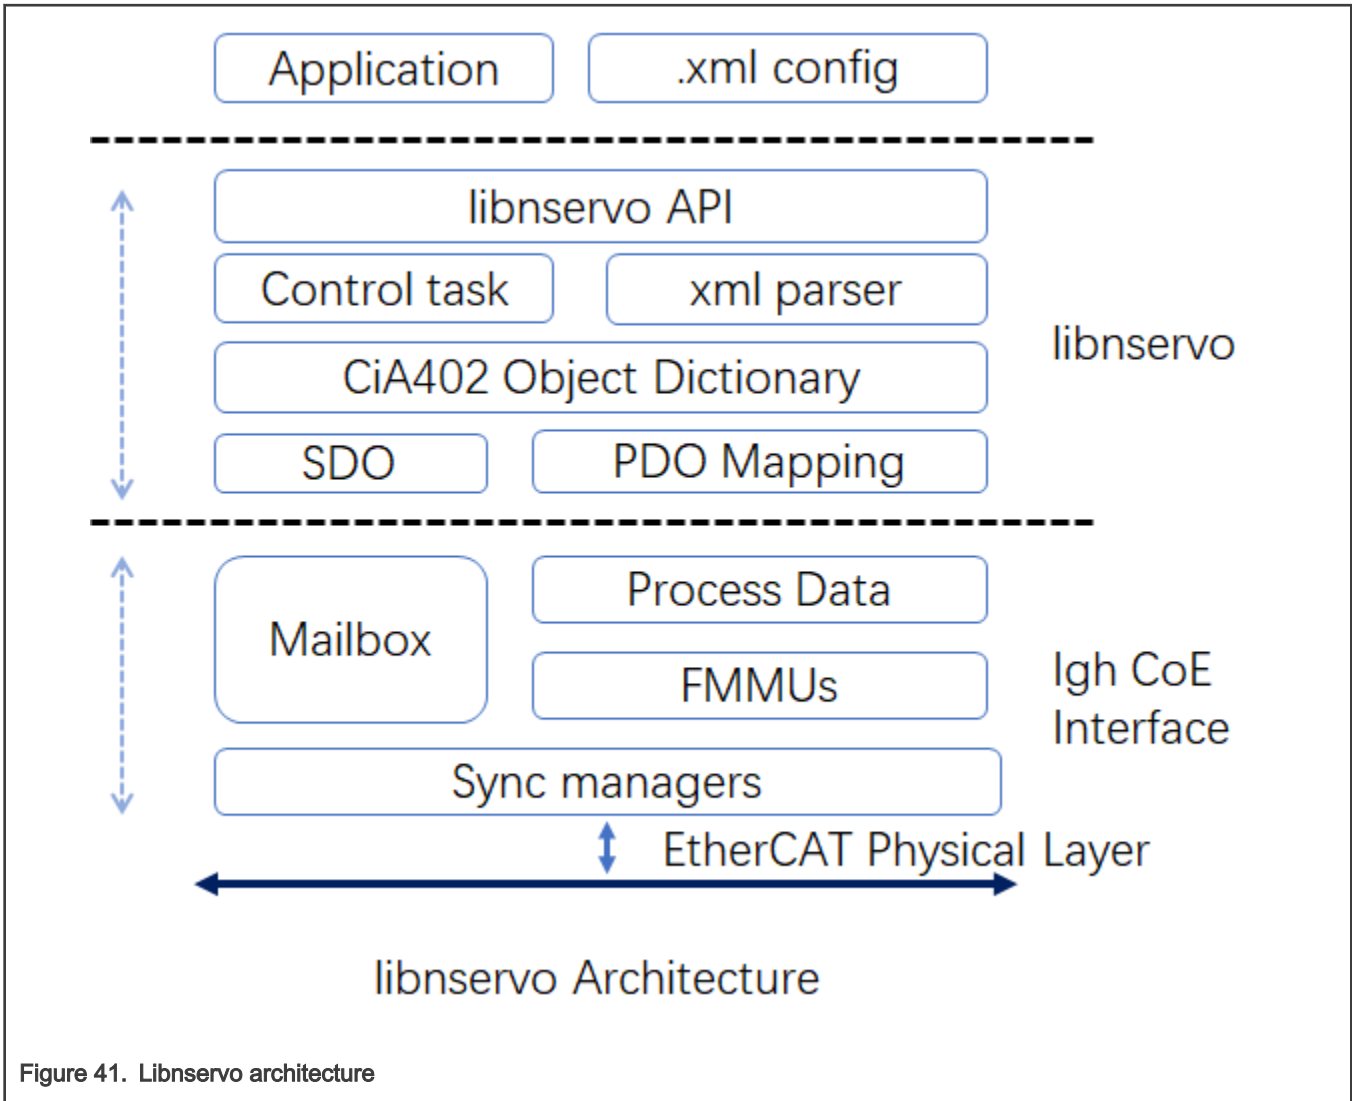 Application
.xml config
libnservo API
Control task
xml parser
libnservo
CiA402 Object Dictionary
SDO
PDO Mapping
Mailbox
Process Data
FMMUs
Igh CoE
Interface
Sync managers
EtherCAT Physical Layer
libnservo Architecture
Figure 41. Libnservo architecture